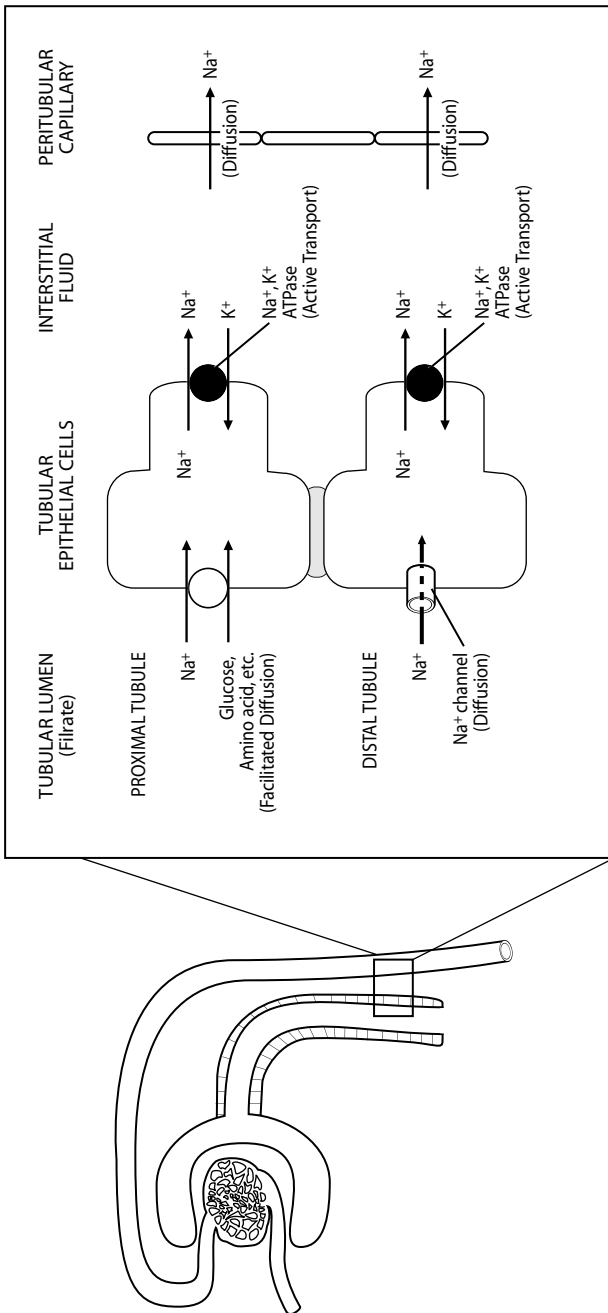 TUBULAR LUMEN
(Filrate)
TUBULAR
EPITHELIAL CELLS
INTERSTITIAL
FLUID
PERITUBULAR
CAPILLARY
PROXIMAL TUBULE
Na⁺
Glucose,
Amino acid, etc.
(Facilitated Diffusion)
Na⁺
Na⁺
K⁺
Na⁺, K⁺
ATPase
(Active Transport)
Na⁺
(Diffusion)
DISTAL TUBULE
Na⁺
Na⁺ channel
(Diffusion)
Na⁺
Na⁺
K⁺
Na⁺, K⁺
ATPase
(Active Transport)
Na⁺
(Diffusion)